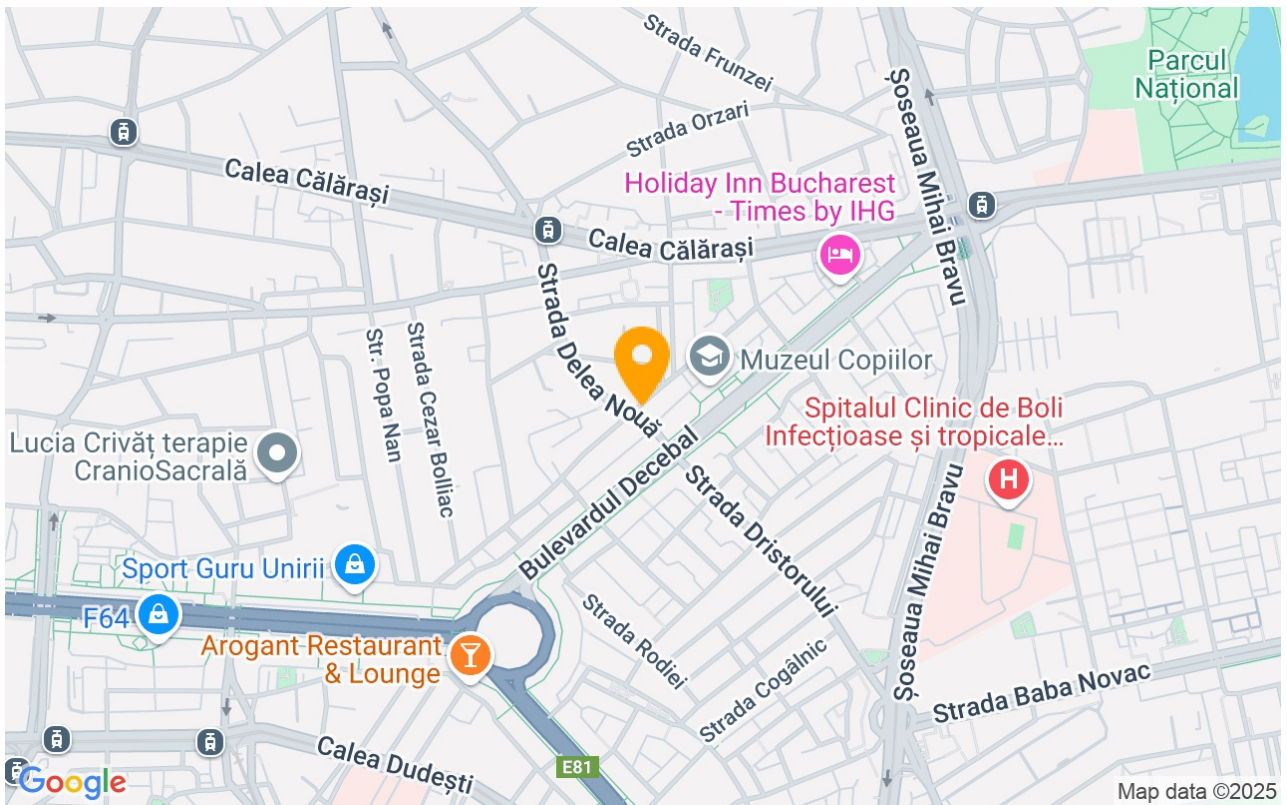 Strada Frunzei
Parcul
Național
Șoseaua Mihai Bravu
Strada Orzari
Calea Călărași
Holiday Inn Bucharest
- Times by IHG
Calea Călărași
Strada Delea Nouă
Str. Popa Nan
Strada Cezar Bolliac
Muzeul Copiilor
Spitalul Clinic de Boli
Infecțioase și tropicale...
H
Lucia Crivăț terapie
CranioSacrală
Bulevardul Decebal
Strada Dristorului
Șoseaua Mihai Bravu
Sport Guru Unirii
F64
Arogant Restaurant
& Lounge
Strada Rodiei
Strada Cogâlnic
Strada Baba Novac
Calea Dudești
E81
Google
Map data ©2025